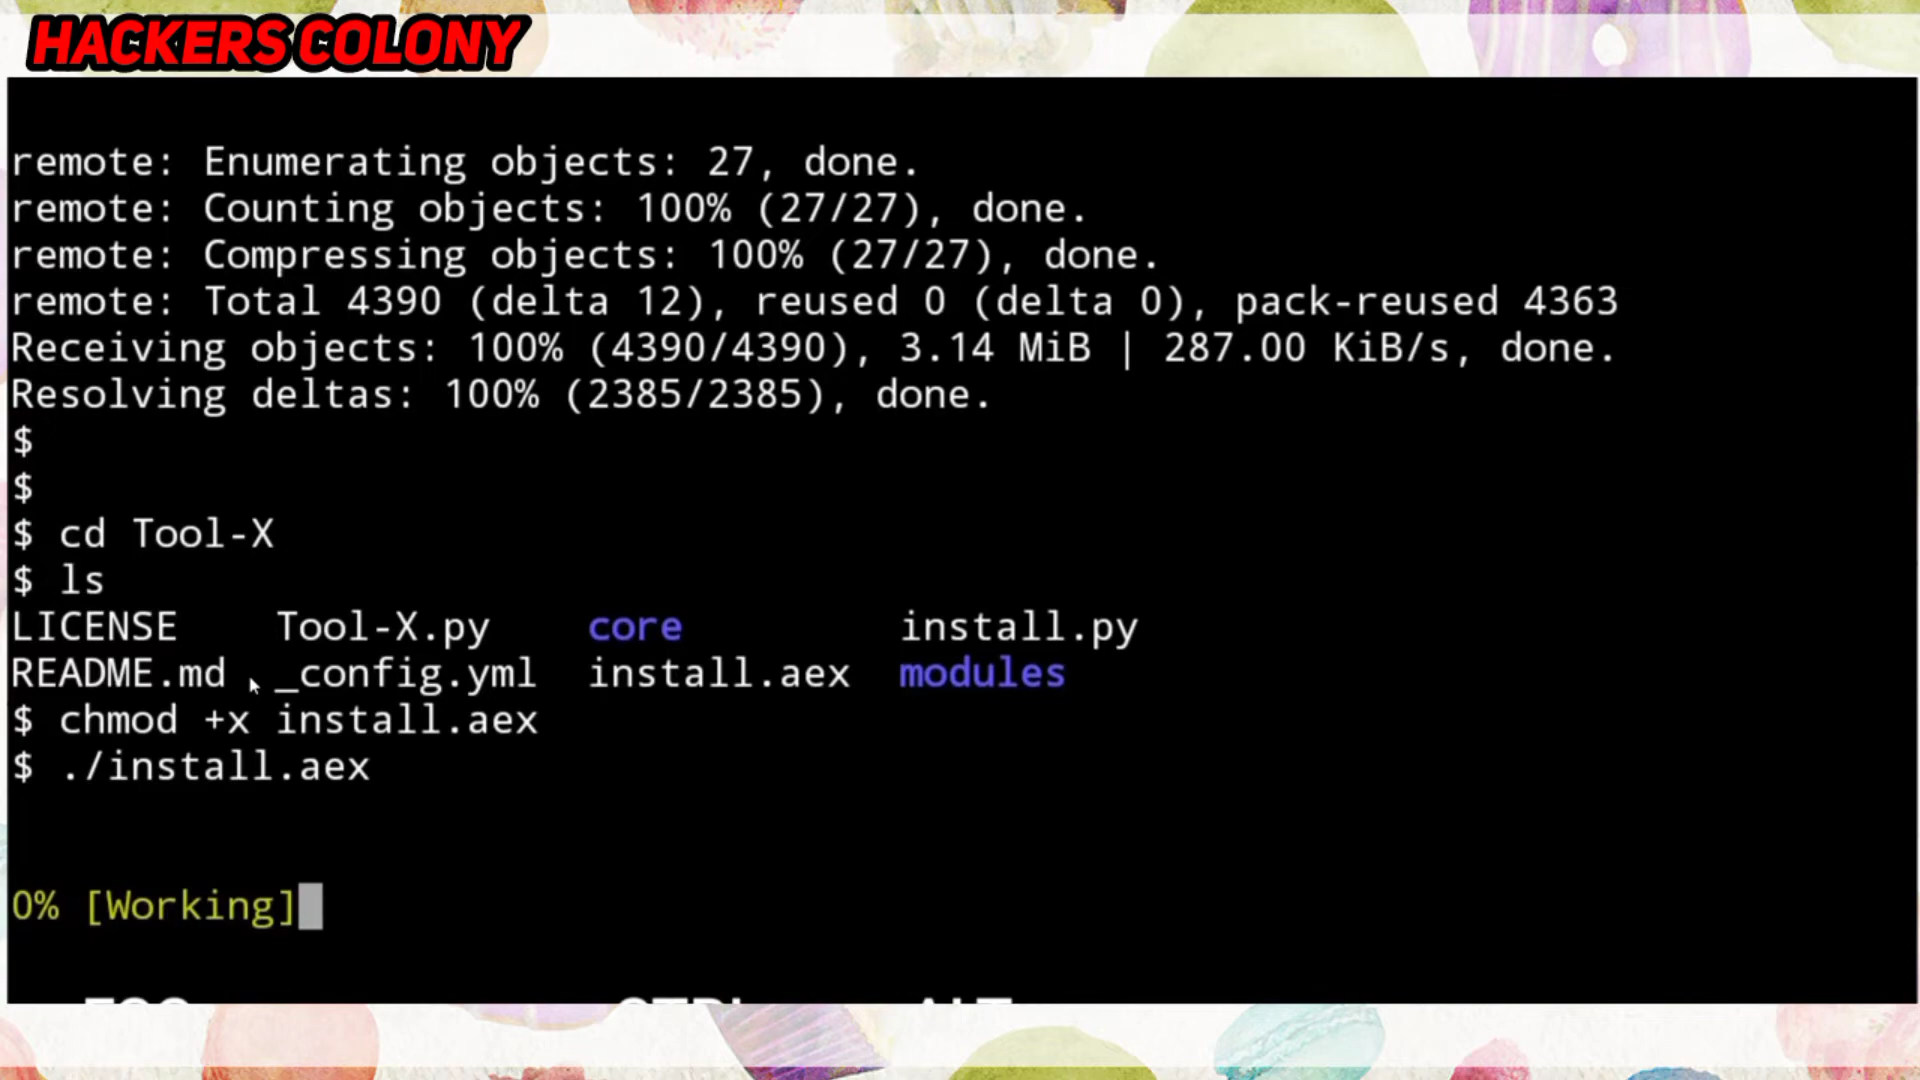 HACKERS COLONY
remote: Enumerating objects: 27, done.
remote: Counting objects: 100% (27/27), done.
remote: Compressing objects: 100% (27/27), done.
remote: Total 4390 (delta 12), reused 0 (delta 0), pack-reused 4363
Receiving objects: 100% (4390/4390), 3.14 MiB | 287.00 KiB/s, done.
Resolving deltas: 100% (2385/2385), done.
$
$
$ cd Tool-X
$ ls
LICENSE Tool-X.py core install.py
README.md _config.yml install.aex modules
$ chmod +x install.aex
$ ./install.aex
0% [Working]